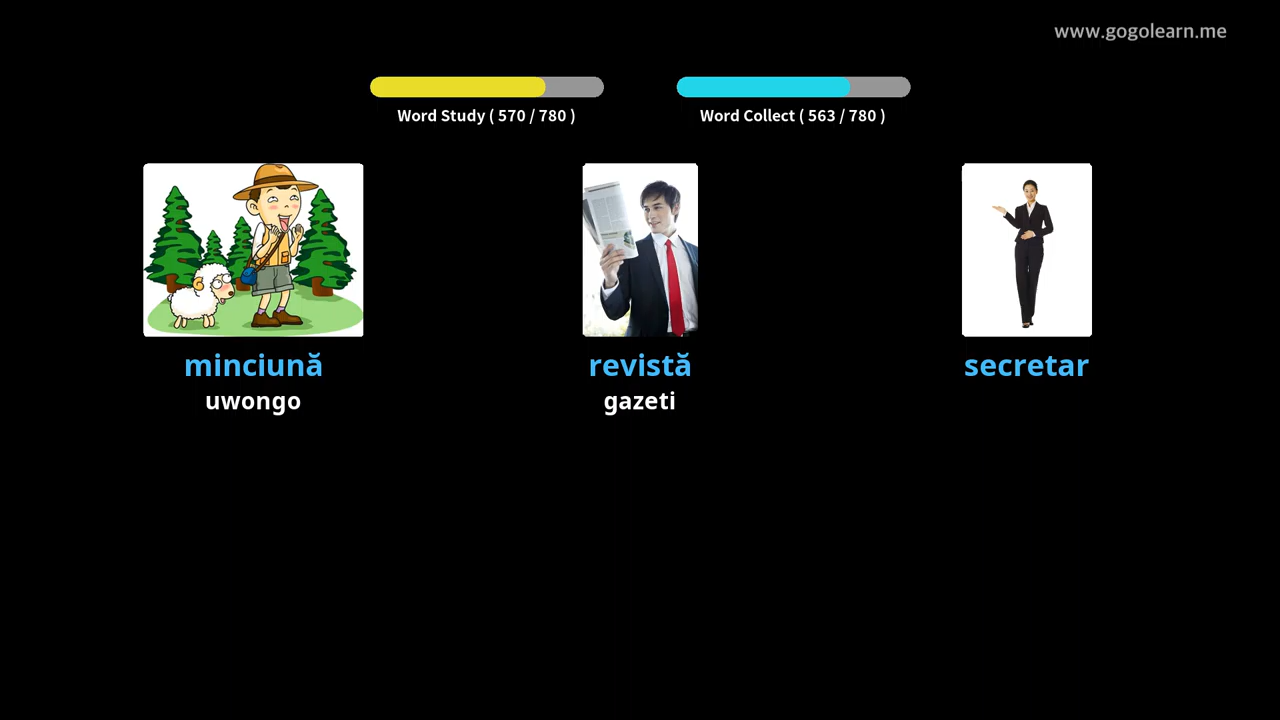 www.gogolearn.me
Word Study ( 570 / 780 )
Word Collect ( 563 / 780 )
minciună
uwongo
revistă
gazeti
secretar